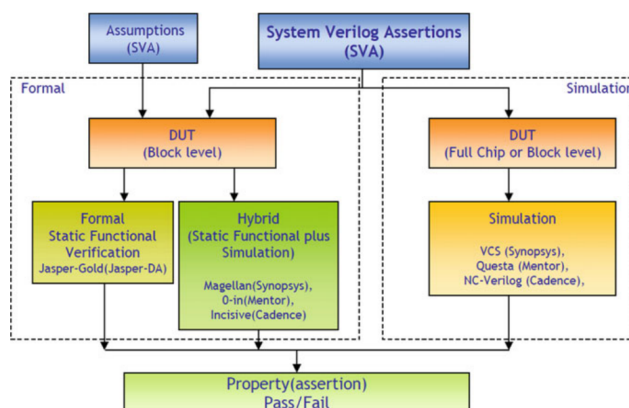 Assumptions
(SVA)
System Verilog Assertions
(SVA)
Formal
Simulation
DUT
(Block level)
DUT
(Full Chip or Block level)
Formal
Static Functional
Verification
Jasper-Gold(Jasper-DA)
Hybrid
(Static Functional plus
Simulation)
Magellan(Synopsys),
0-in(Mentor),
Incisive(Cadence)
Simulation
VCS (Synopsys),
Questa (Mentor),
NC-Verilog (Cadence),
Property(assertion)
Pass/Fail